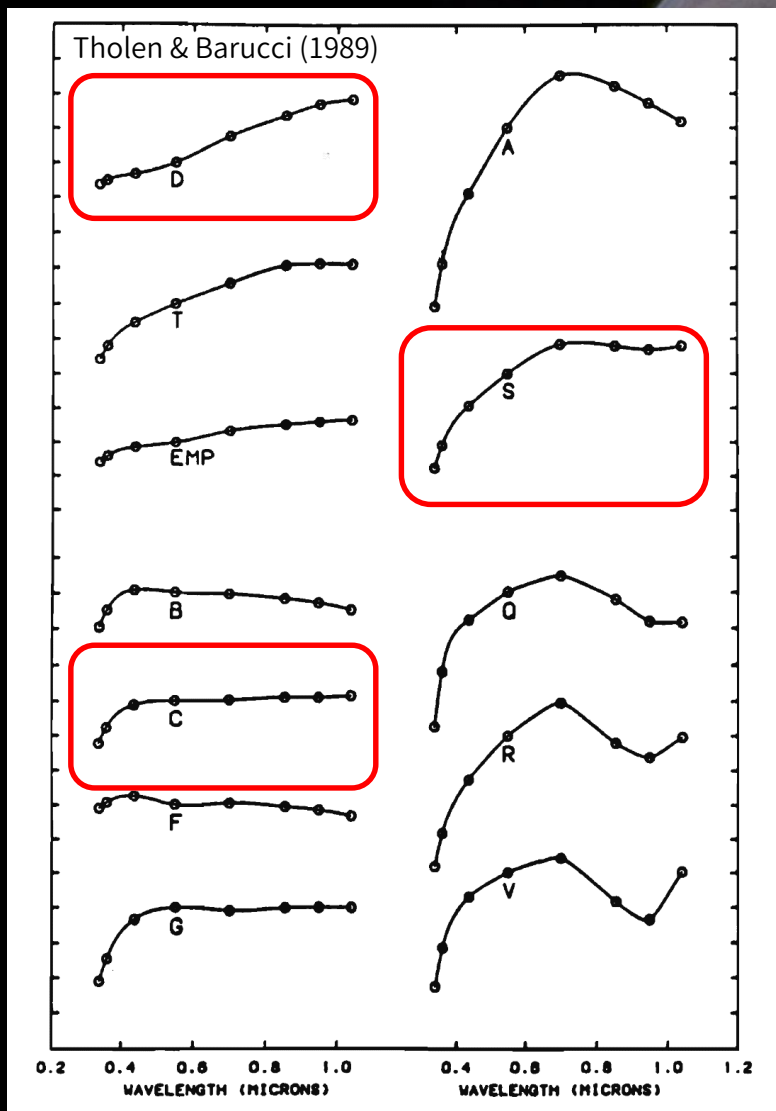 Tholen & Barucci (1989)
D
A
T
S
EMP
B
Q
C
R
F
V
G
0.2 0.4 0.6 0.8 1.0 0.4 0.6 0.8 1.0 1.2
WAVELENGTH (MICRONS) WAVELENGTH (MICRONS)